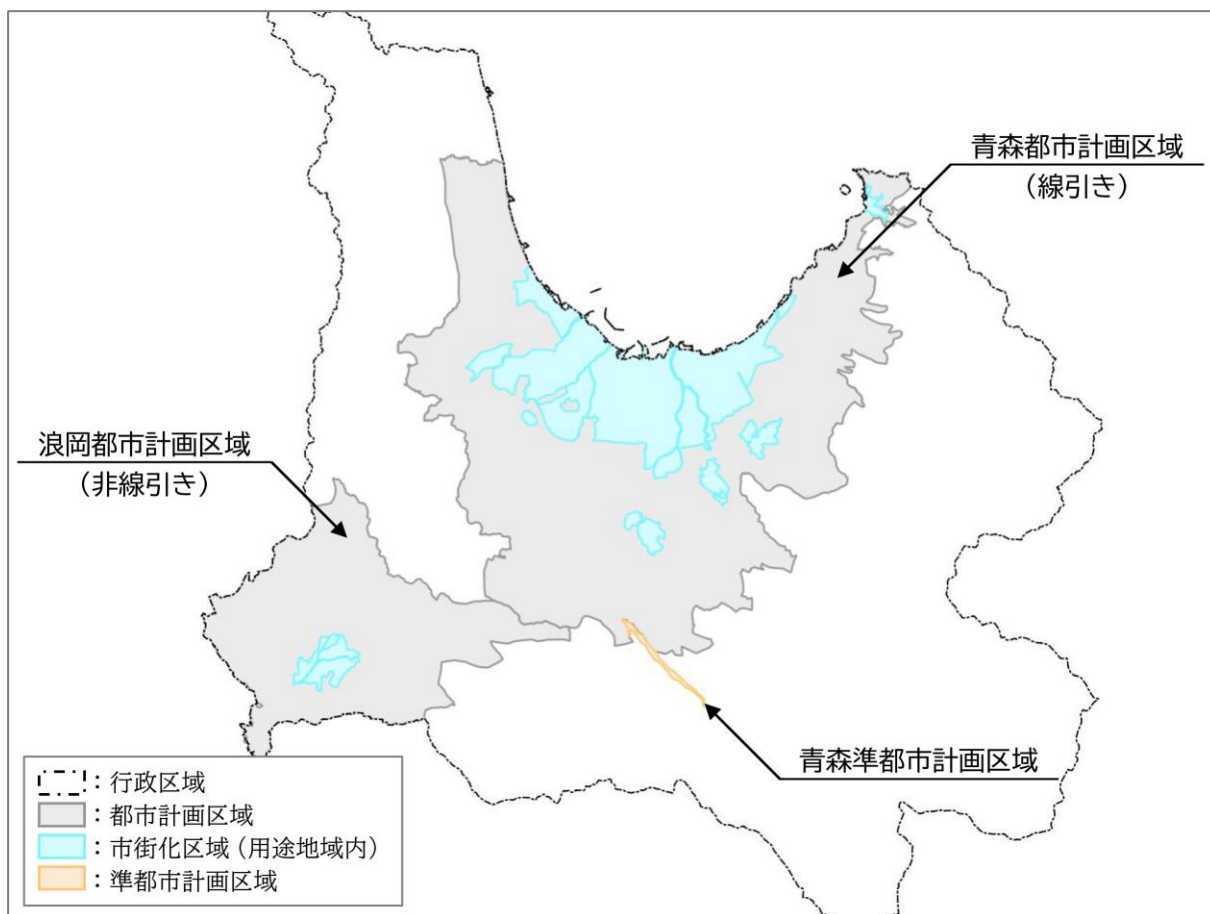 青森都市計画区域
（線引き）
浪岡都市計画区域
（非線引き）
青森準都市計画区域
：行政区域
：都市計画区域
：市街化区域（用途地域内）
：準都市計画区域